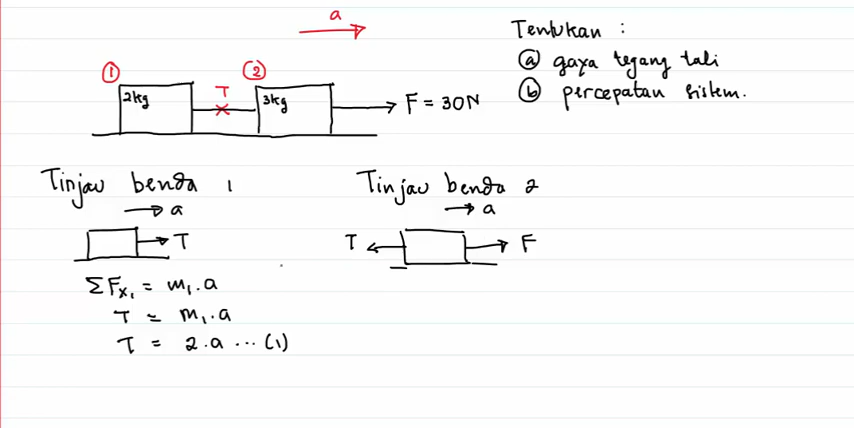 a
① ②
2kg T 3kg F = 30N
Tentukan :
ⓐ gaya tegang tali
ⓑ percepatan sistem.
Tinjau benda 1
a
T
ΣFx₁ = m₁.a
T = m₁.a
T = 2.a ... (1)
Tinjau benda 2
a
T F